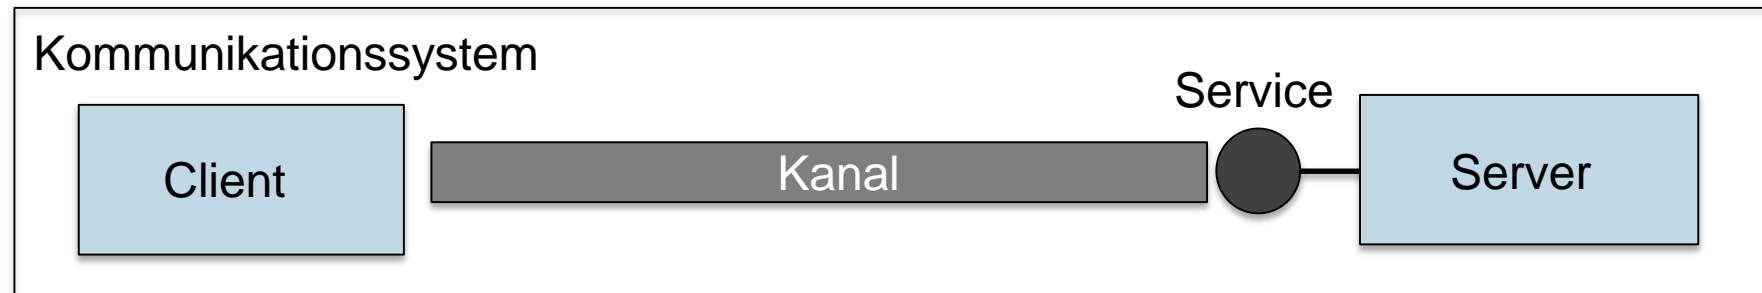 Kommunikationssystem
Service
Client
Kanal
Server